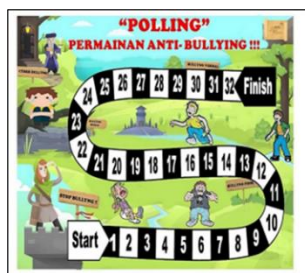 "POLLING"
PERMAINAN ANTI-BULLYING !!!
25 26 27 28 29 30 31 32 Finish
24
23
22
21 20 19 18 17 16 15 14 13 12
11
10
STOP BULLYING !
Start 1 2 3 4 5 6 7 8 9